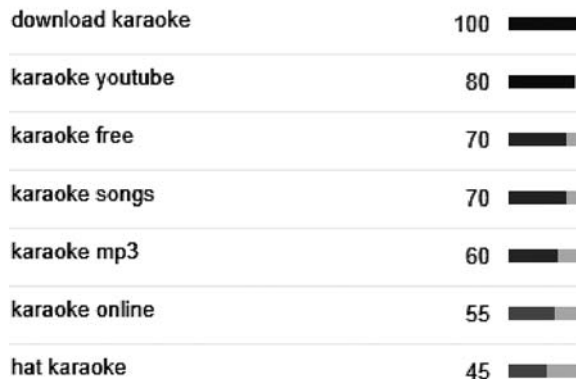 download karaoke 100
karaoke youtube 80
karaoke free 70
karaoke songs 70
karaoke mp3 60
karaoke online 55
hat karaoke 45